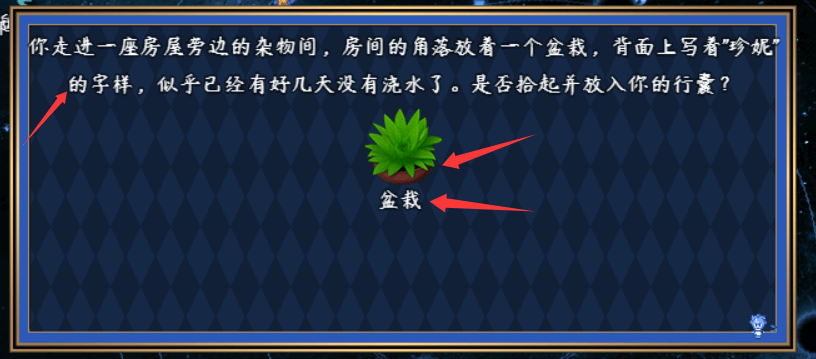 你走进一座房屋旁边的杂物间，房间的角落放着一个盆栽，背面上写着"珍妮"
的字样，似乎已经有好几天没有浇水了。是否拾起并放入你的行囊？
盆栽